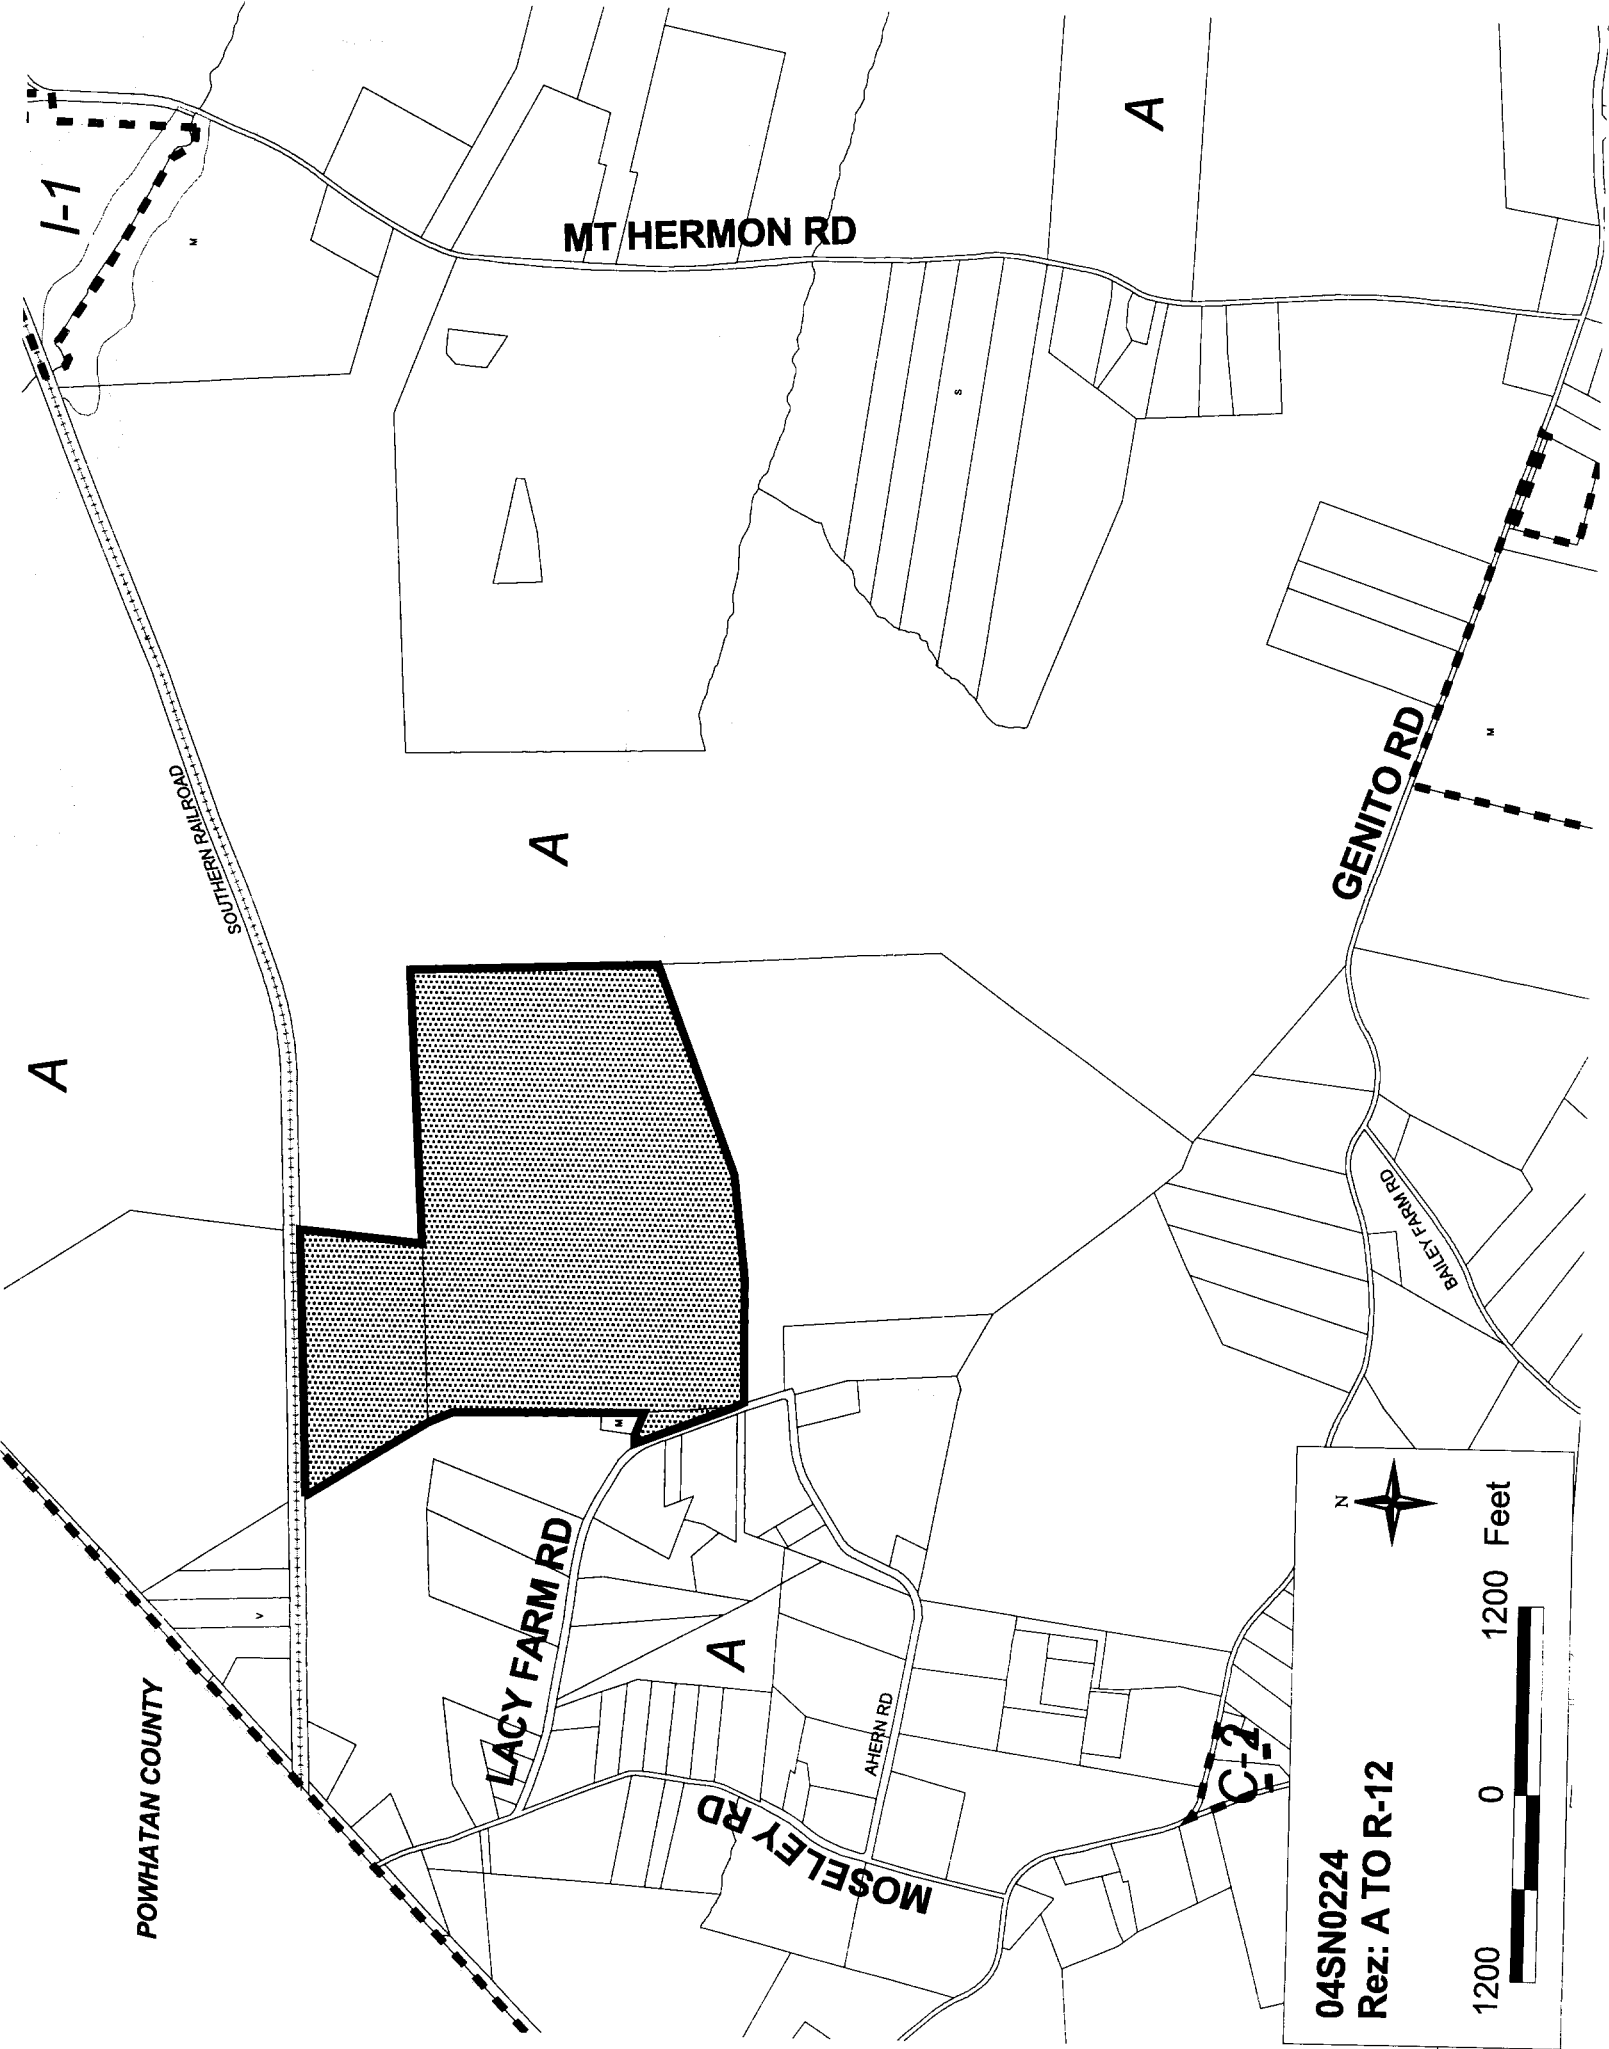 POWHATAN COUNTY
SOUTHERN RAILROAD
A
I-1
M
V
LACY FARM RD
M
A
MT HERMON RD
MOSELEY RD
A
AHERN RD
S
A
C-2
BAILEY FARM RD
GENITO RD
M
04SN0224
Rez: A TO R-12
N
1200 0 1200 Feet